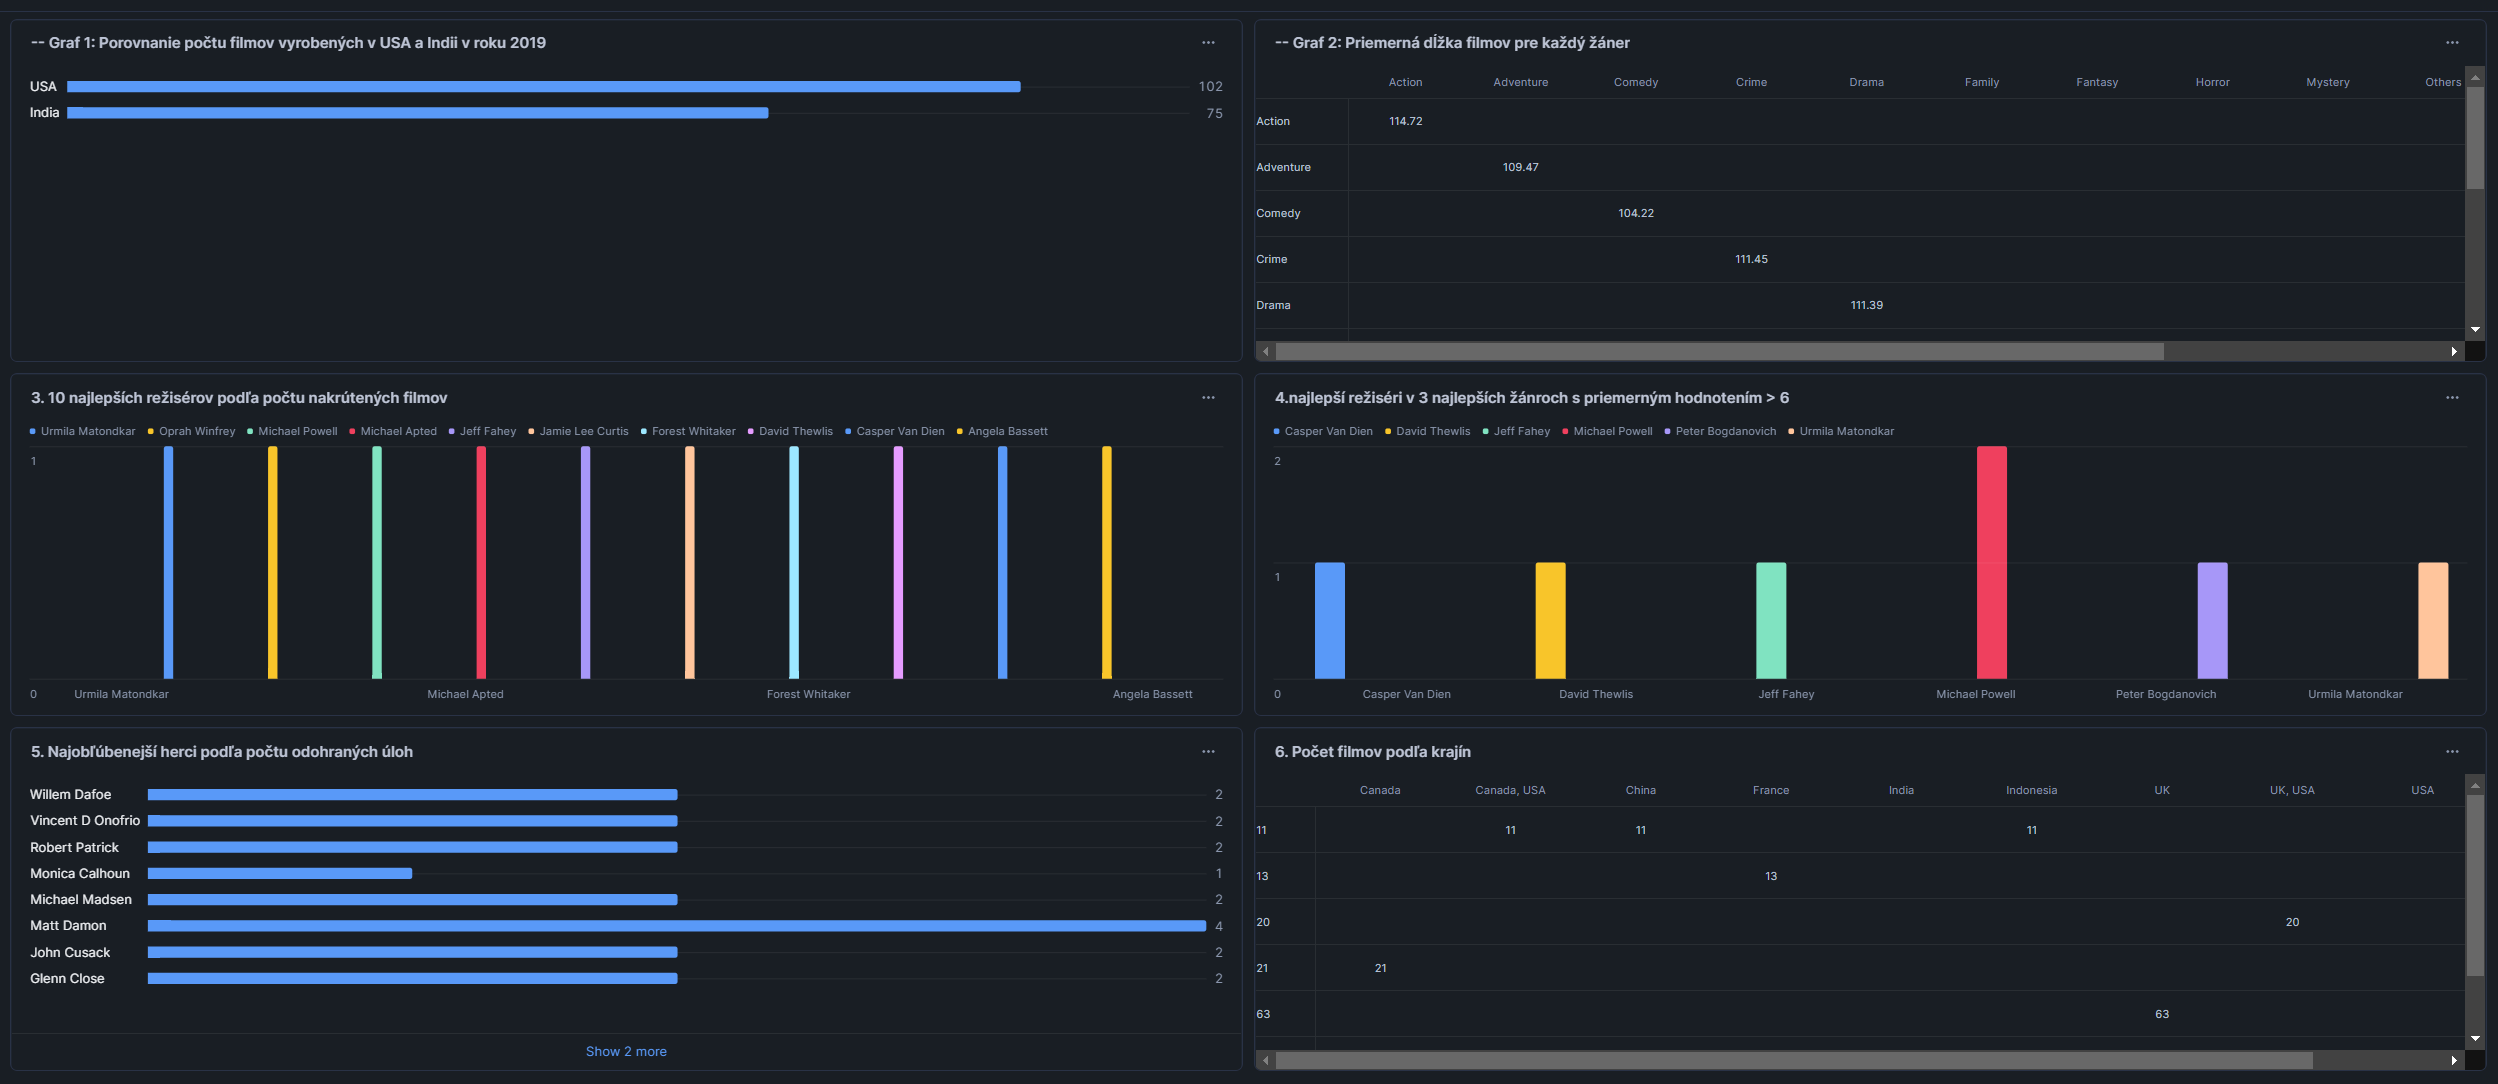 -- Graf 1: Porovnanie počtu filmov vyrobených v USA a Indii v roku 2019
USA 102
India 75
-- Graf 2: Priemerná dĺžka filmov pre každý žáner
Action Adventure Comedy Crime Drama Family Fantasy Horror Mystery Others
Action 114.72
Adventure 109.47
Comedy 104.22
Crime 111.45
Drama 111.39
3. 10 najlepších režisérov podľa počtu nakrútených filmov
Urmila Matondkar Oprah Winfrey Michael Powell Michael Apted Jeff Fahey Jamie Lee Curtis Forest Whitaker David Thewlis Casper Van Dien Angela Bassett
1
0 Urmila Matondkar Michael Apted Forest Whitaker Angela Bassett
4.najlepší režiséri v 3 najlepších žánroch s priemerným hodnotením > 6
Casper Van Dien David Thewlis Jeff Fahey Michael Powell Peter Bogdanovich Urmila Matondkar
2
1
0 Casper Van Dien David Thewlis Jeff Fahey Michael Powell Peter Bogdanovich Urmila Matondkar
5. Najobľúbenejší herci podľa počtu odohraných úloh
Willem Dafoe 2
Vincent D Onofrio 2
Robert Patrick 2
Monica Calhoun 1
Michael Madsen 2
Matt Damon 4
John Cusack 2
Glenn Close 2
Show 2 more
6. Počet filmov podľa krajín
Canada Canada, USA China France India Indonesia UK UK, USA USA
11 11 11 11
13 13
20 20
21 21
63 63